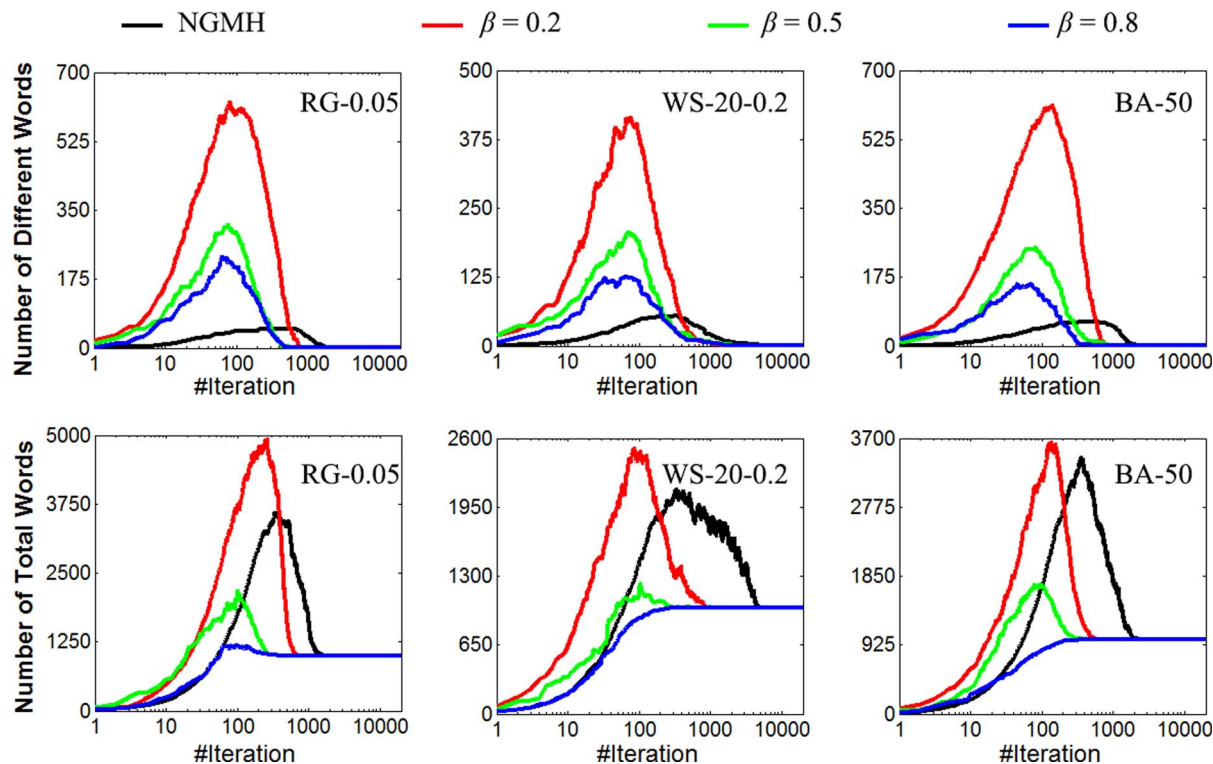 NGMH β = 0.2 β = 0.5 β = 0.8
Number of Different Words
700
525
350
175
0
RG-0.05
1 10 100 1000 10000
#Iteration
500
375
250
125
0
WS-20-0.2
1 10 100 1000 10000
#Iteration
700
525
350
175
0
BA-50
1 10 100 1000 10000
#Iteration
Number of Total Words
5000
3750
2500
1250
0
RG-0.05
1 10 100 1000 10000
#Iteration
2600
1950
1300
650
0
WS-20-0.2
1 10 100 1000 10000
#Iteration
3700
2775
1850
925
0
BA-50
1 10 100 1000 10000
#Iteration